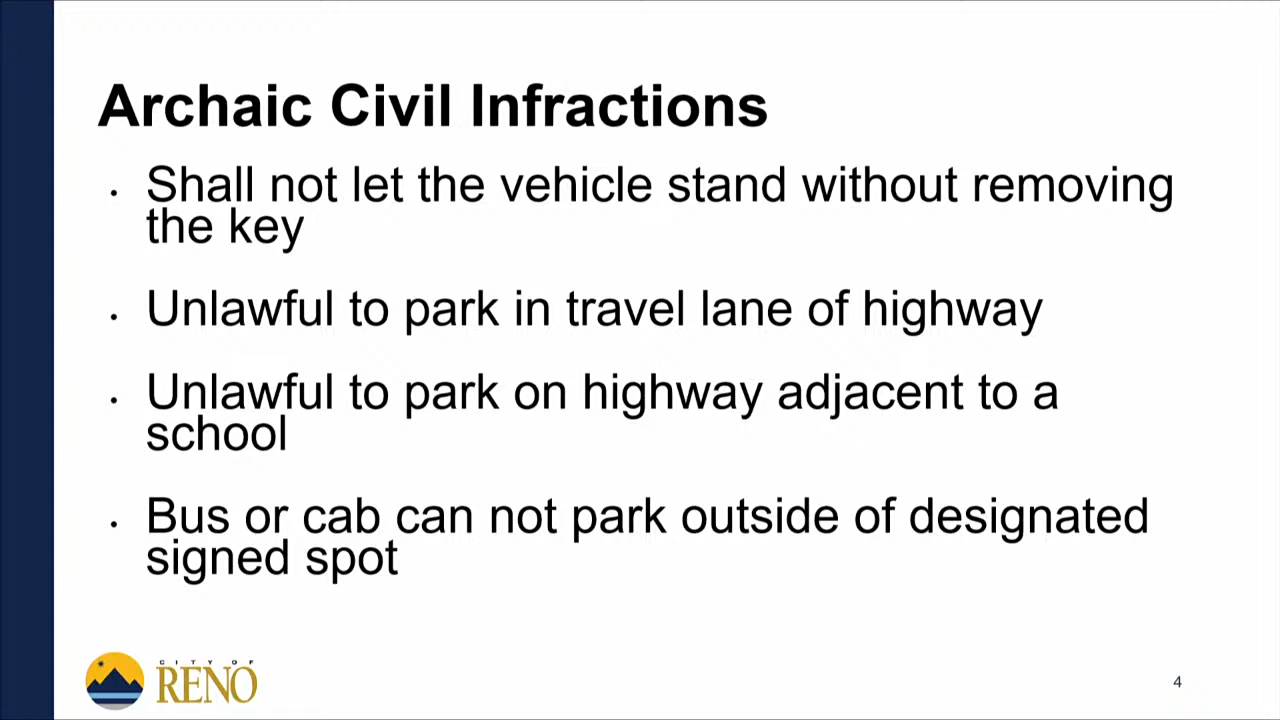 Archaic Civil Infractions
• Shall not let the vehicle stand without removing
the key
• Unlawful to park in travel lane of highway
• Unlawful to park on highway adjacent to a
school
• Bus or cab can not park outside of designated
signed spot
CITY OF
RENO
4